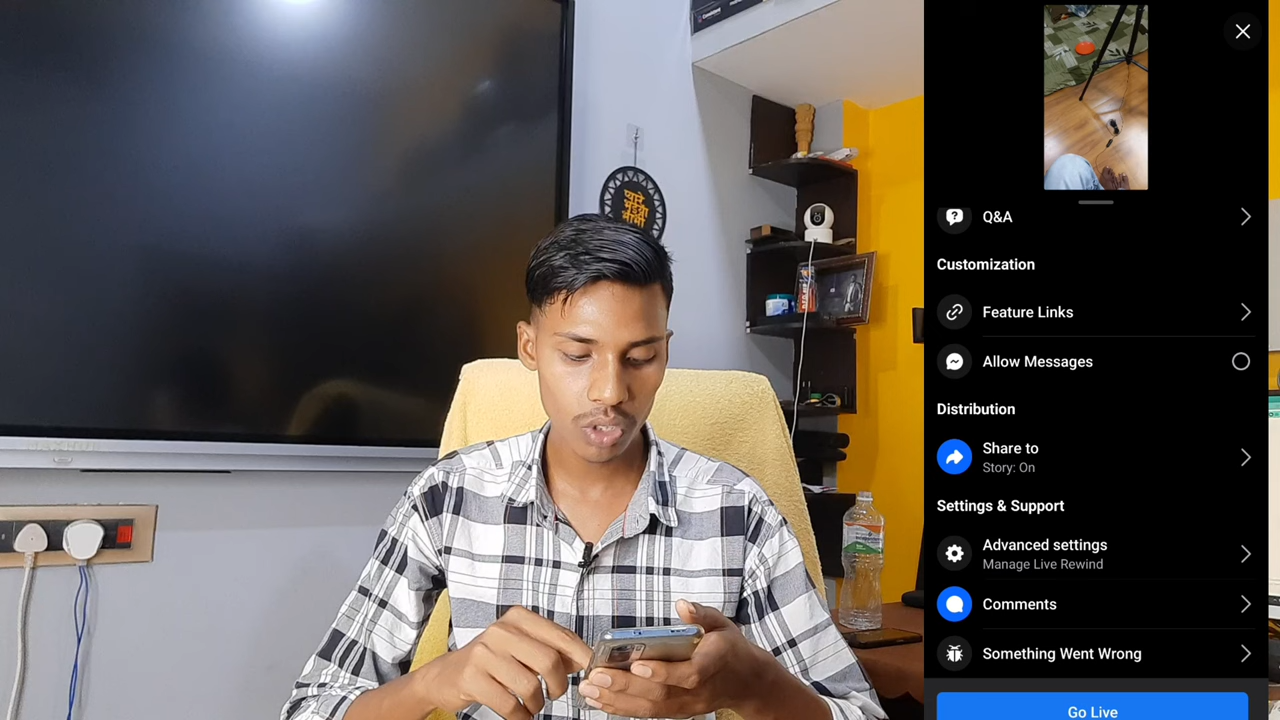 प्यारे
भईया
भाभी
Q&A
Customization
Feature Links
Allow Messages
Distribution
Share to
Story: On
Settings & Support
Advanced settings
Manage Live Rewind
Comments
Something Went Wrong
Go Live